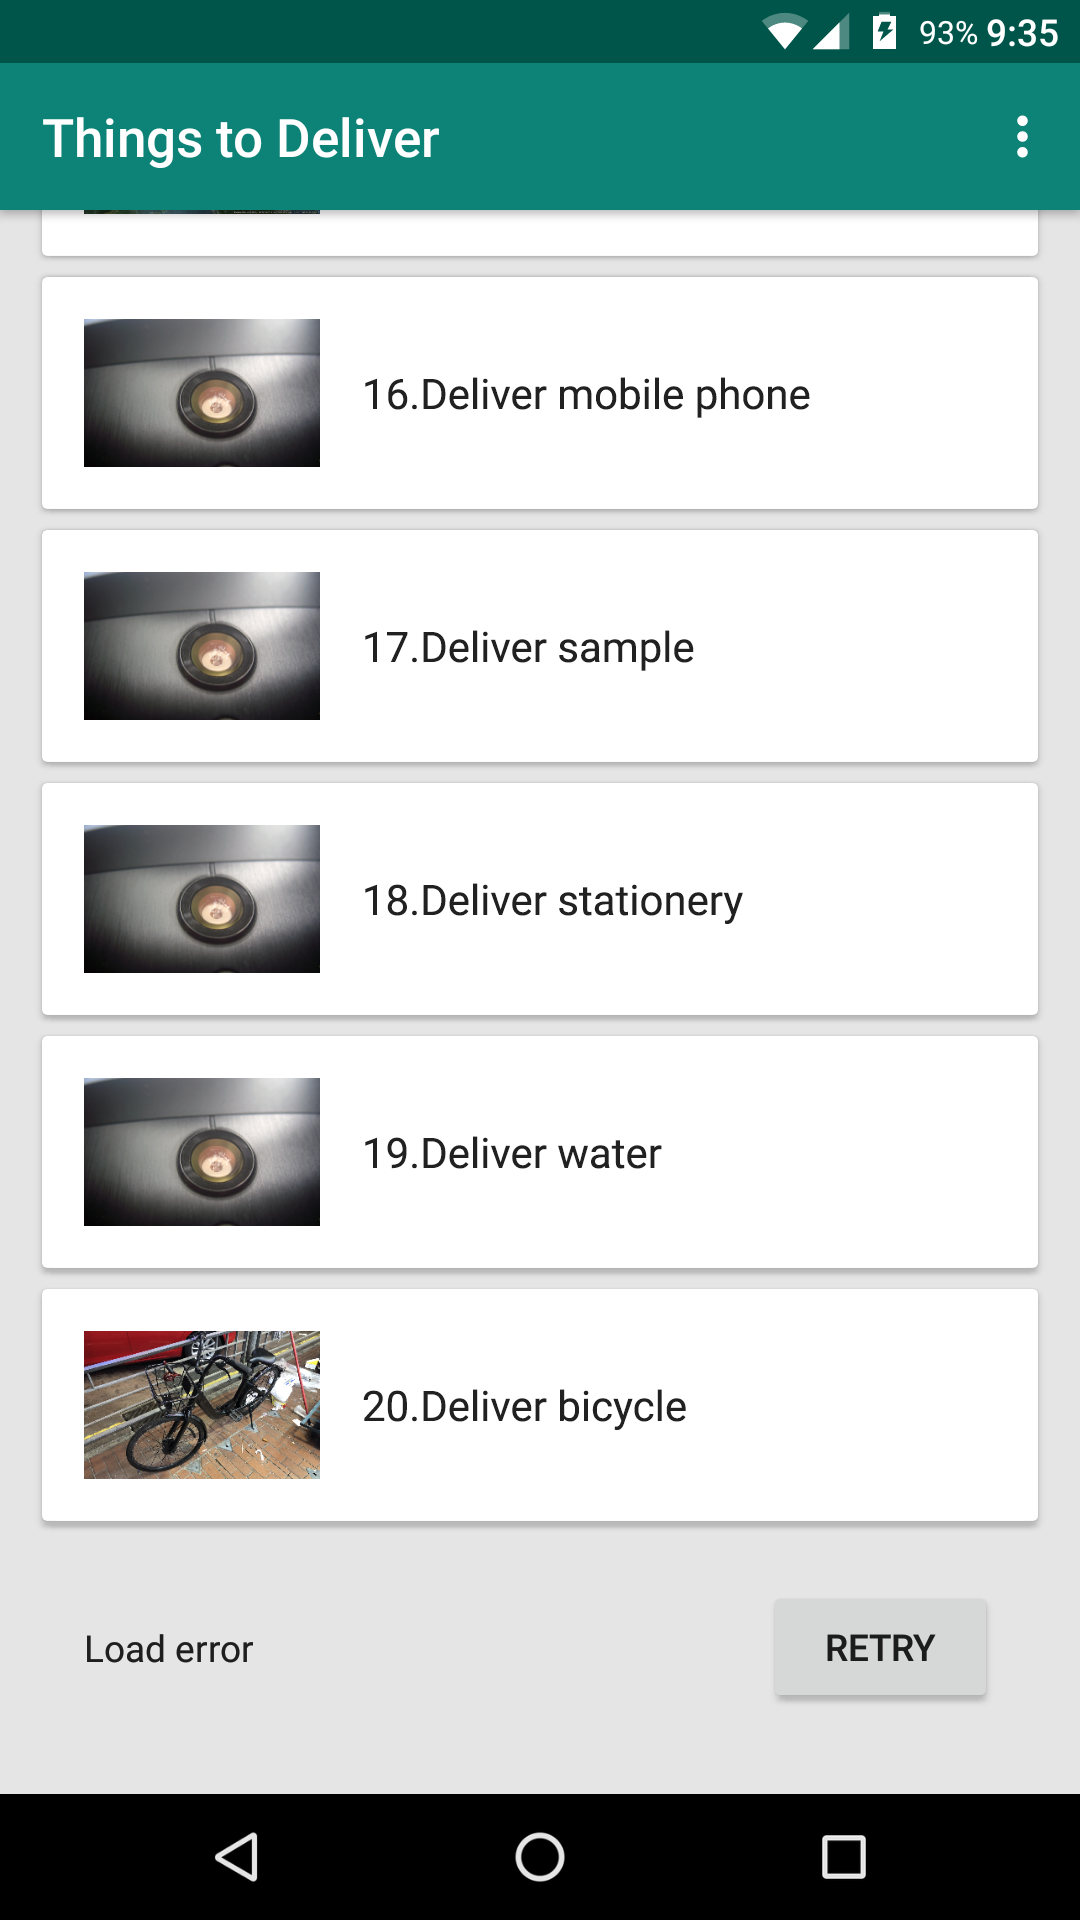 93% 9:35
Things to Deliver
16.Deliver mobile phone
17.Deliver sample
18.Deliver stationery
19.Deliver water
20.Deliver bicycle
Load error
RETRY